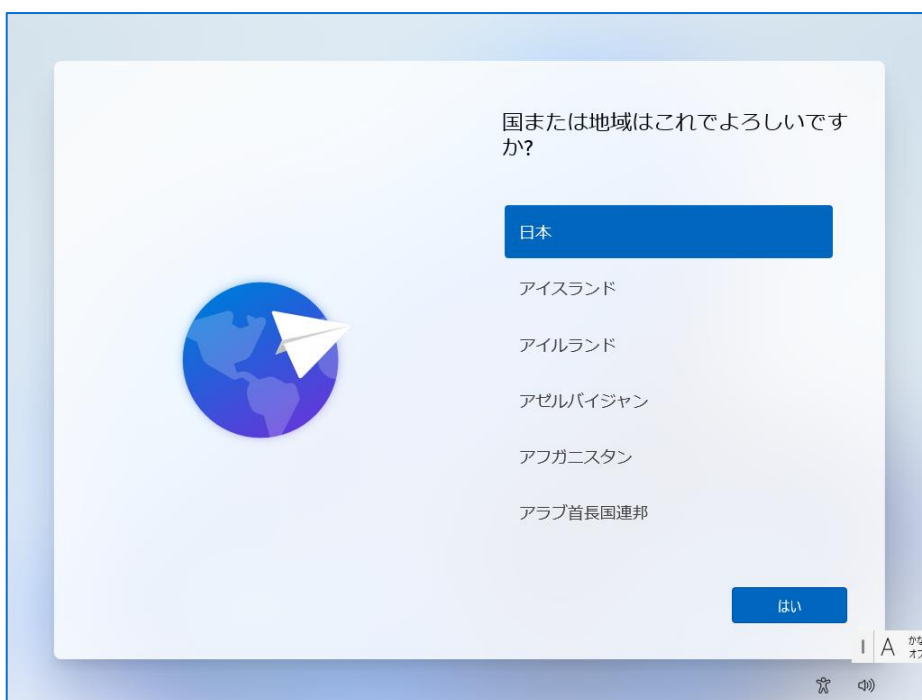 国または地域はこれでよろしいです
か?
日本
アイスランド
アイルランド
アゼルバイジャン
アフガニスタン
アラブ首長国連邦
はい
A